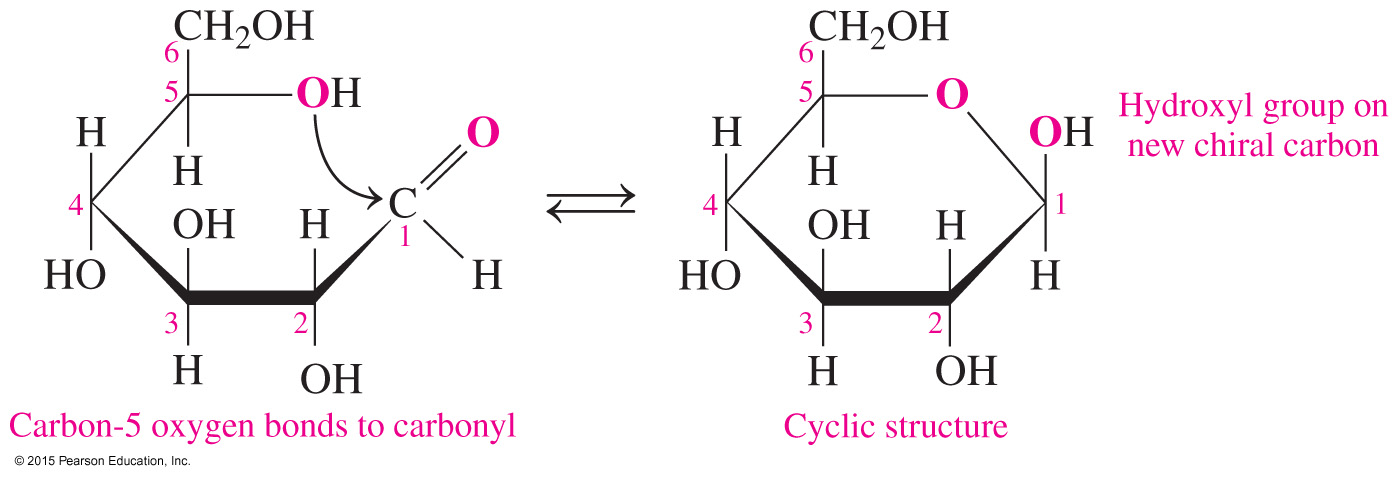 CH₂OH
6
5
OH
H
O
H
4
C
OH
H
1
HO
H
3
2
H
OH
Carbon-5 oxygen bonds to carbonyl
CH₂OH
6
5
O
Hydroxyl group on
new chiral carbon
H
OH
H
4
1
OH
H
HO
H
3
2
H
OH
Cyclic structure
© 2015 Pearson Education, Inc.